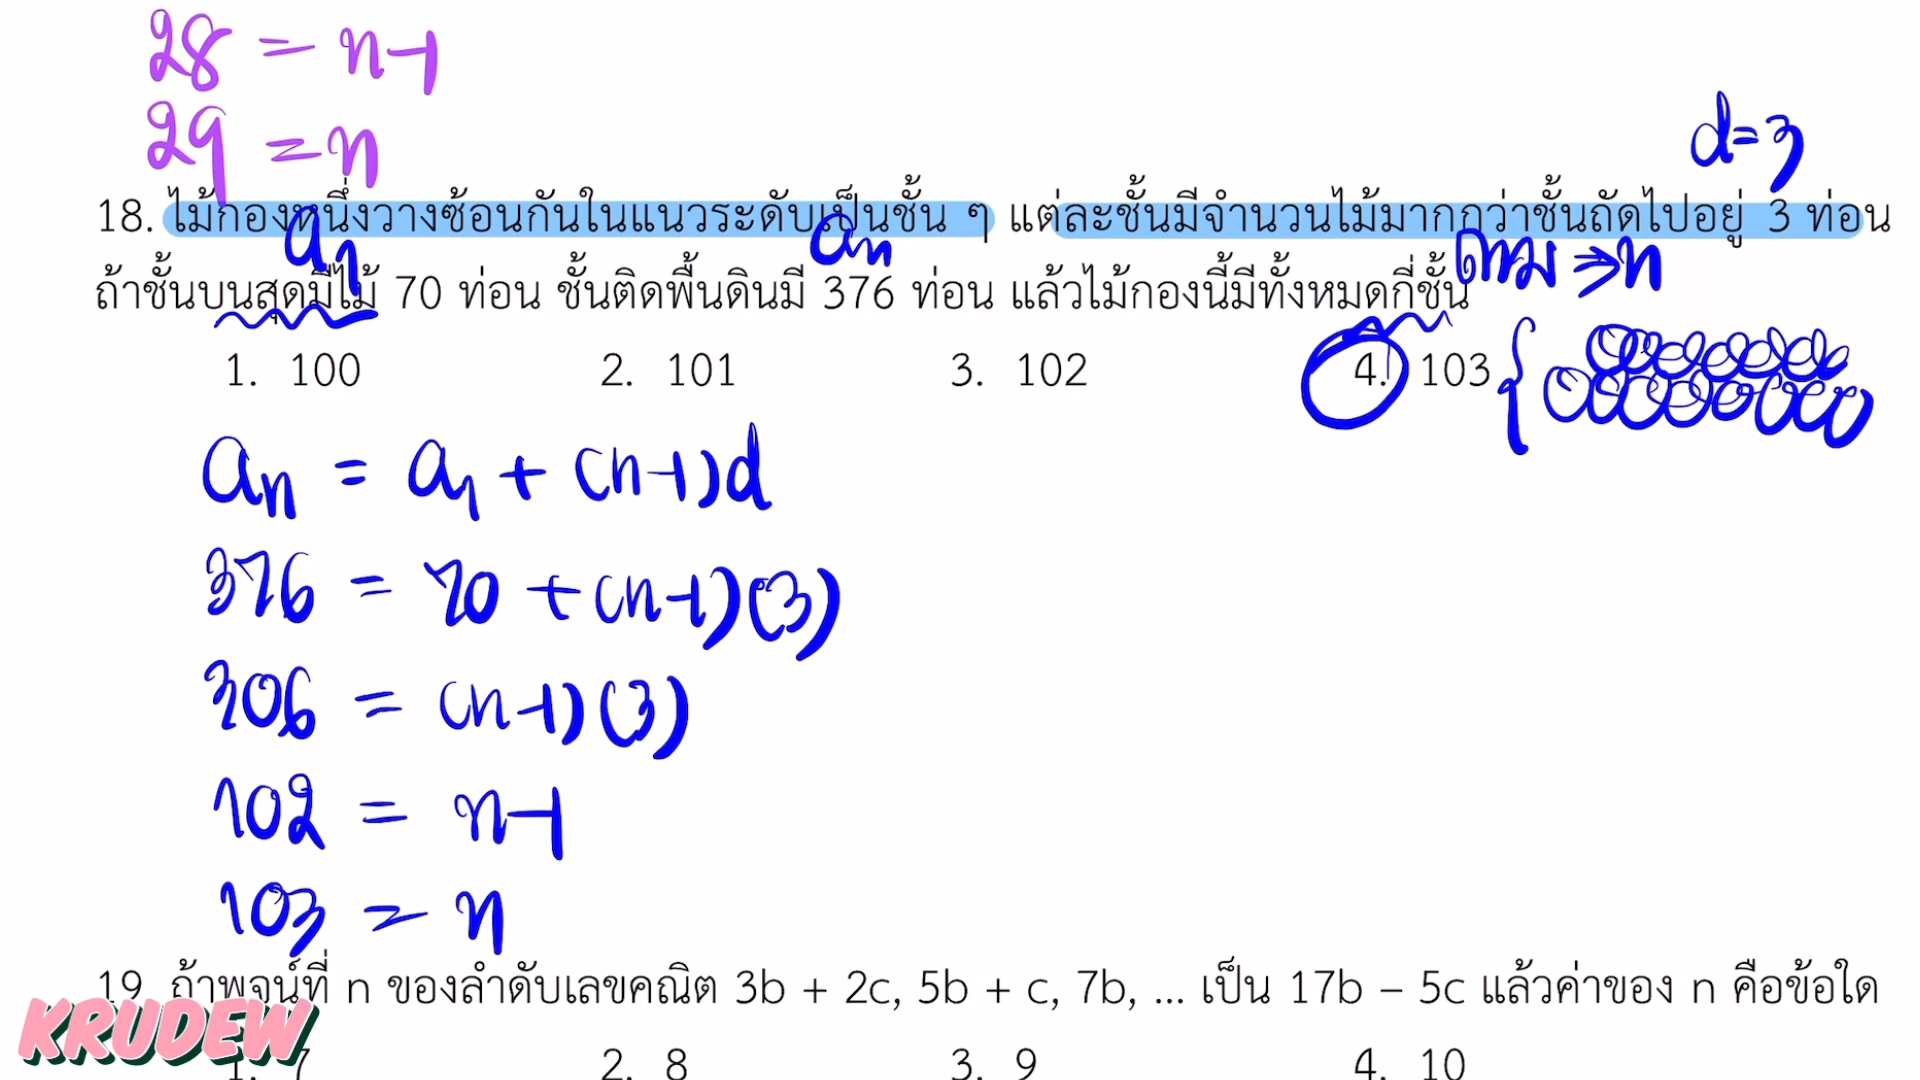 28 = n-1
29 = n
d=3
18. ไม้กองหนึ่งวางซ้อนกันในแนวระดับเป็นชั้น ๆ แต่ละชั้นมีจำนวนไม้มากกว่าชั้นถัดไปอยู่ 3 ท่อน
a₁ aₙ ถาม ⇒ n
ถ้าชั้นบนสุดมีไม้ 70 ท่อน ชั้นติดพื้นดินมี 376 ท่อน แล้วไม้กองนี้มีทั้งหมดกี่ชั้น
1. 100 2. 101 3. 102 4. 103
aₙ = a₁ + (n-1)d
376 = 70 + (n-1)(3)
306 = (n-1)(3)
102 = n-1
103 = n
19. ถ้าพจน์ที่ n ของลำดับเลขคณิต 3b + 2c, 5b + c, 7b, ... เป็น 17b – 5c แล้วค่าของ n คือข้อใด
KRUDEW
1. 7 2. 8 3. 9 4. 10